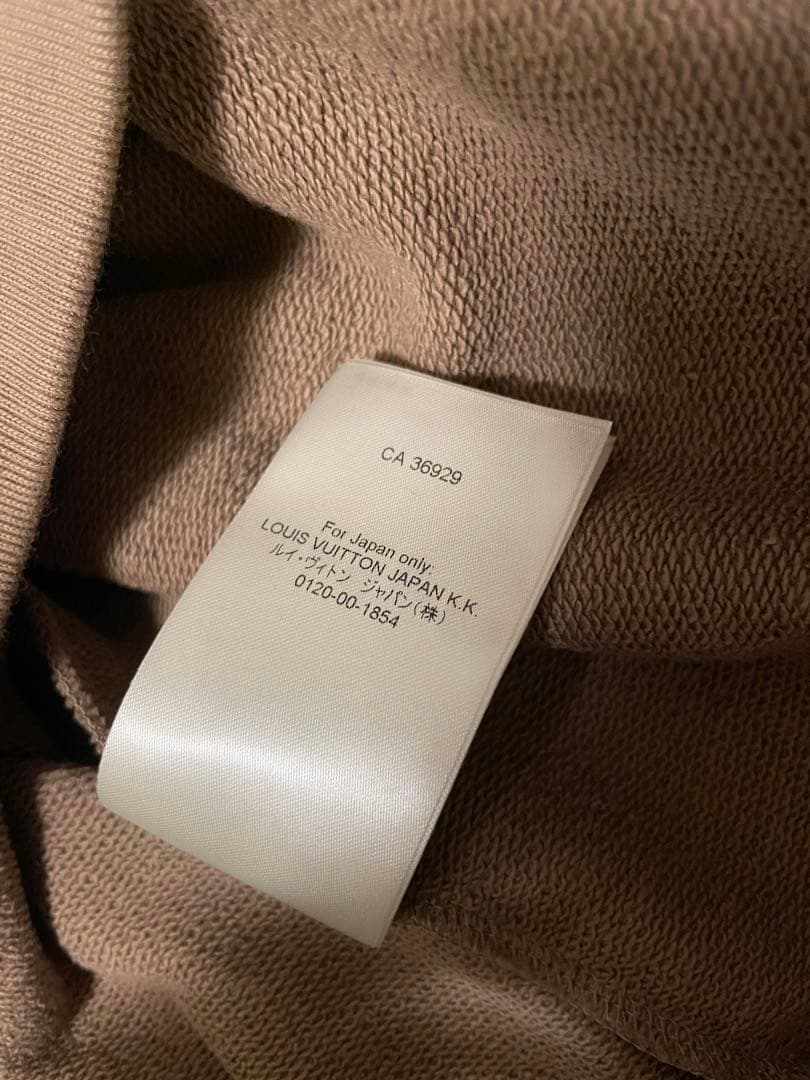 CA 36929
For Japan only:
LOUIS VUITTON JAPAN K.K.
ルイ・ヴィトン ジャパン(株)
0120-00-1854